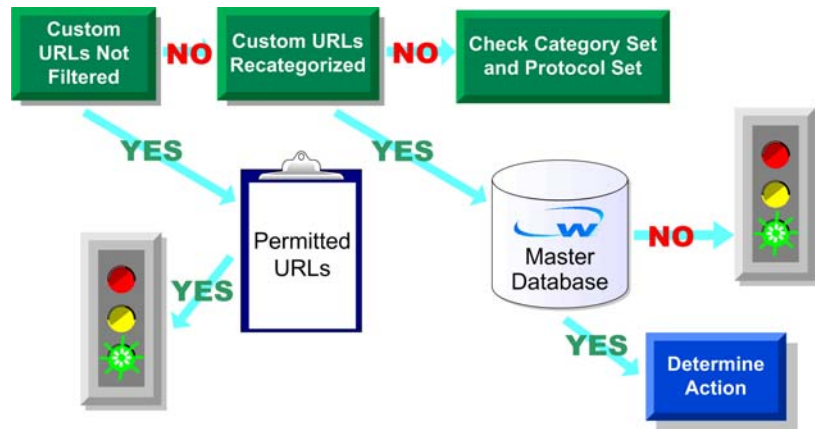 Custom
URLs Not
Filtered
NO
Custom URLs
Recategorized
NO
Check Category Set
and Protocol Set
YES
YES
Permitted
URLs
W
Master
Database
NO
YES
YES
Determine
Action